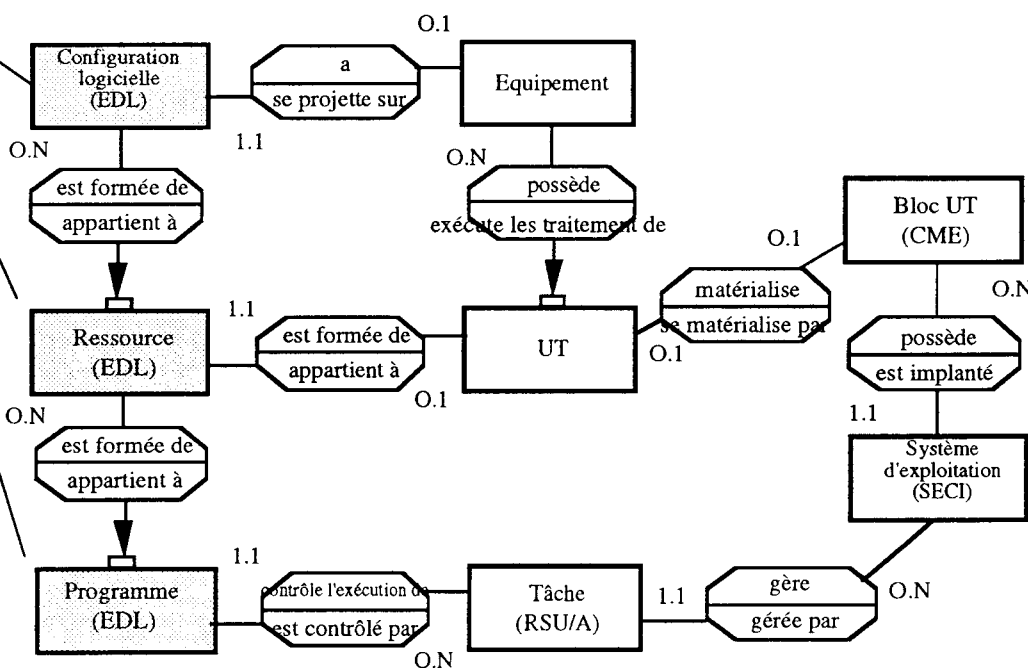 O.1
Configuration
logicielle
(EDL)
a
se projette sur
Equipement
O.N
1.1
O.N
est formée de
appartient à
possède
exécute les traitement de
Bloc UT
(CME)
O.1
O.N
matérialise
se matérialise par
1.1
Ressource
(EDL)
est formée de
appartient à
UT
O.1
possède
est implanté
O.N
O.1
1.1
est formée de
appartient à
Système
d'exploitation
(SECI)
1.1
Programme
(EDL)
contrôle l'exécution de
est contrôlé par
Tâche
(RSU/A)
1.1
gère
gérée par
O.N
O.N